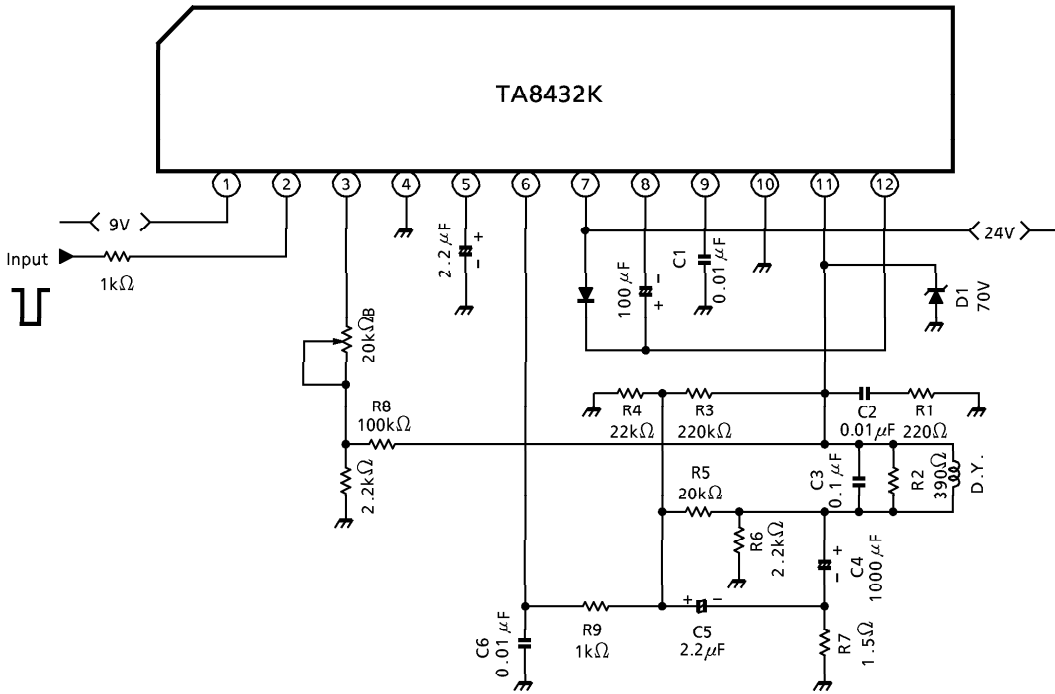 TA8432K
1 2 3 4 5 6 7 8 9 10 11 12
9V
24V
Input
1kΩ
2.2μF
+
-
100μF
-
+
C1
0.01μF
D1
70V
20kΩB
R8
100kΩ
2.2kΩ
R4
22kΩ
R3
220kΩ
C2
0.01μF
R1
220Ω
R5
20kΩ
R6
2.2kΩ
C3
0.1μF
R2
390Ω
D.Y.
+
-
C4
1000μF
R9
1kΩ
+
-
C5
2.2μF
R7
1.5Ω
C6
0.01μF